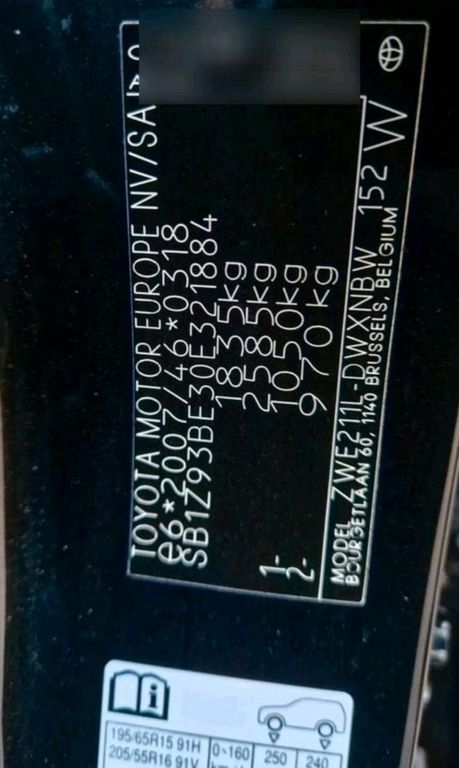 TOYOTA MOTOR EUROPE NV/SA
e6*2007/46*0318
SB1Z93BE30E321884
1835kg
2585kg
1- 1050kg
2- 970kg
MODEL ZWE211L-DWXNBW 152 W
BOURGETLAAN 60, 1140 BRUSSELS, BELGIUM
i
195/65R15 91H
205/55R16 91V
0~160
250
240